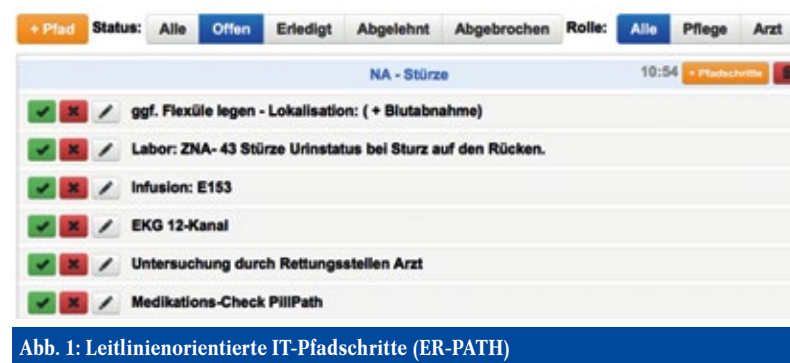 + Pfad Status: Alle Offen Erledigt Abgelehnt Abgebrochen Rolle: Alle Pflege Arzt
NA - Stürze 10:54 + Pfadschritte
ggf. Flexüle legen - Lokalisation: ( + Blutabnahme)
Labor: ZNA- 43 Stürze Urinstatus bei Sturz auf den Rücken.
Infusion: E153
EKG 12-Kanal
Untersuchung durch Rettungsstellen Arzt
Medikations-Check PillPath
Abb. 1: Leitlinienorientierte IT-Pfadschritte (ER-PATH)